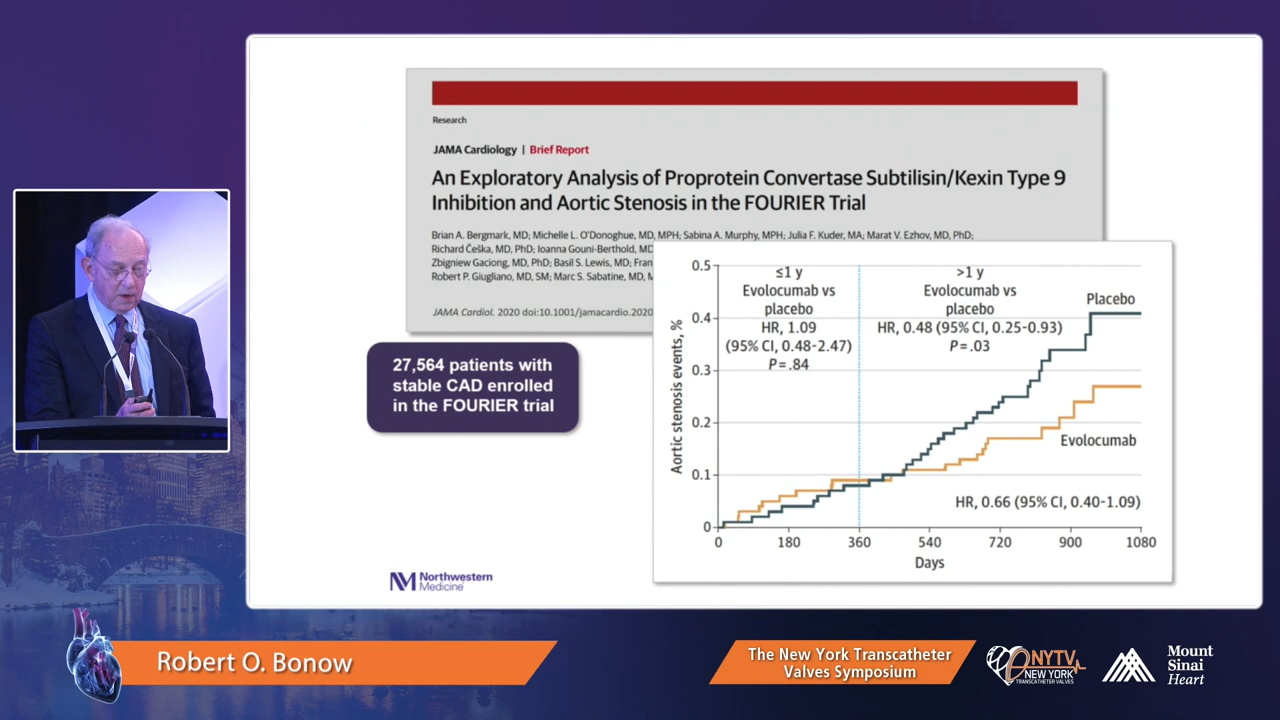 Research
JAMA Cardiology | Brief Report
An Exploratory Analysis of Proprotein Convertase Subtilisin/Kexin Type 9
Inhibition and Aortic Stenosis in the FOURIER Trial
Brian A. Bergmark, MD; Michelle L. O'Donoghue, MD, MPH; Sabina A. Murphy, MPH; Julia F. Kuder, MA; Marat V. Ezhov, MD, PhD;
Richard Češka, MD, PhD; Ioanna Gouni-Berthold, MD
Zbigniew Gaciong, MD, PhD; Basil S. Lewis, MD; Fran
Robert P. Giugliano, MD, SM; Marc S. Sabatine, MD, M
JAMA Cardiol. 2020 doi:10.1001/jamacardio.2020
27,564 patients with
stable CAD enrolled
in the FOURIER trial
Aortic stenosis events, %
0.5
0.4
0.3
0.2
0.1
0
≤1 y
Evolocumab vs
placebo
HR, 1.09
(95% CI, 0.48-2.47)
P=.84
>1 y
Evolocumab vs
placebo
HR, 0.48 (95% CI, 0.25-0.93)
P=.03
Placebo
Evolocumab
HR, 0.66 (95% CI, 0.40-1.09)
0 180 360 540 720 900 1080
Days
NM Northwestern
Medicine
Robert O. Bonow
The New York Transcatheter
Valves Symposium
NYTV
NEW YORK
TRANSCATHETER VALVES
Mount
Sinai
Heart